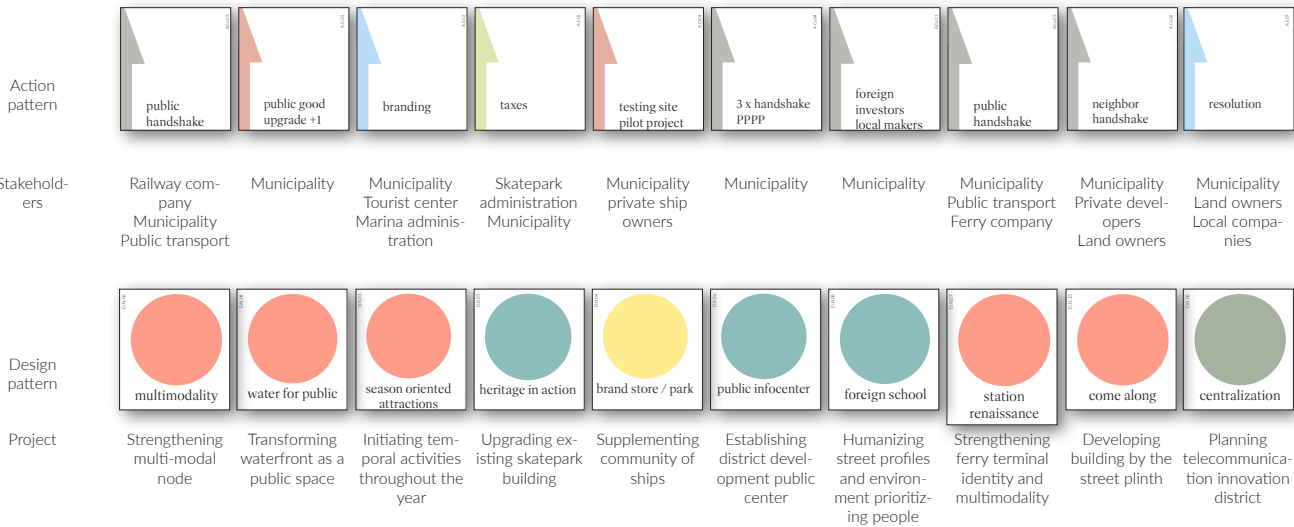 Action
pattern
public
handshake
public good
upgrade +1
branding
taxes
testing site
pilot project
3 x handshake
PPPP
foreign
investors
local makers
public
handshake
neighbor
handshake
resolution
Stakehold-
ers
Railway com-
pany
Municipality
Public transport
Municipality
Municipality
Tourist center
Marina adminis-
tration
Skatepark
administration
Municipality
Municipality
private ship
owners
Municipality
Municipality
Municipality
Public transport
Ferry company
Municipality
Private devel-
opers
Land owners
Municipality
Land owners
Local compa-
nies
Design
pattern
multimodality
water for public
season oriented
attractions
heritage in action
brand store / park
public infocenter
foreign school
station
renaissance
come along
centralization
Project
Strengthening
multi-modal
node
Transforming
waterfront as a
public space
Initiating tem-
poral activities
throughout the
year
Upgrading ex-
isting skatepark
building
Supplementing
community of
ships
Establishing
district devel-
opment public
center
Humanizing
street profiles
and environ-
ment prioritiz-
ing people
Strengthening
ferry terminal
identity and
multimodality
Developing
building by the
street plinth
Planning
telecommunica-
tion innovation
district